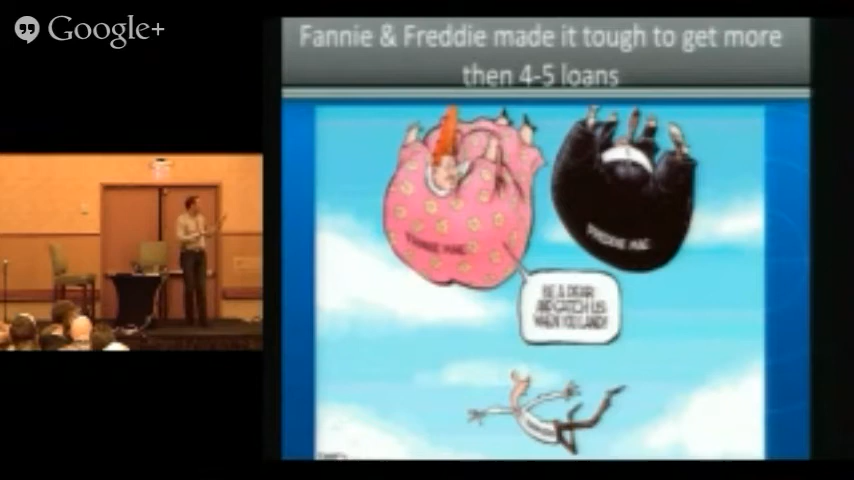 Google+
Fannie & Freddie made it tough to get more
then 4-5 loans
FANNIE MAE
FREDDIE MAC
BE A DEAR
AND CATCH US
WHEN YOU LAND!